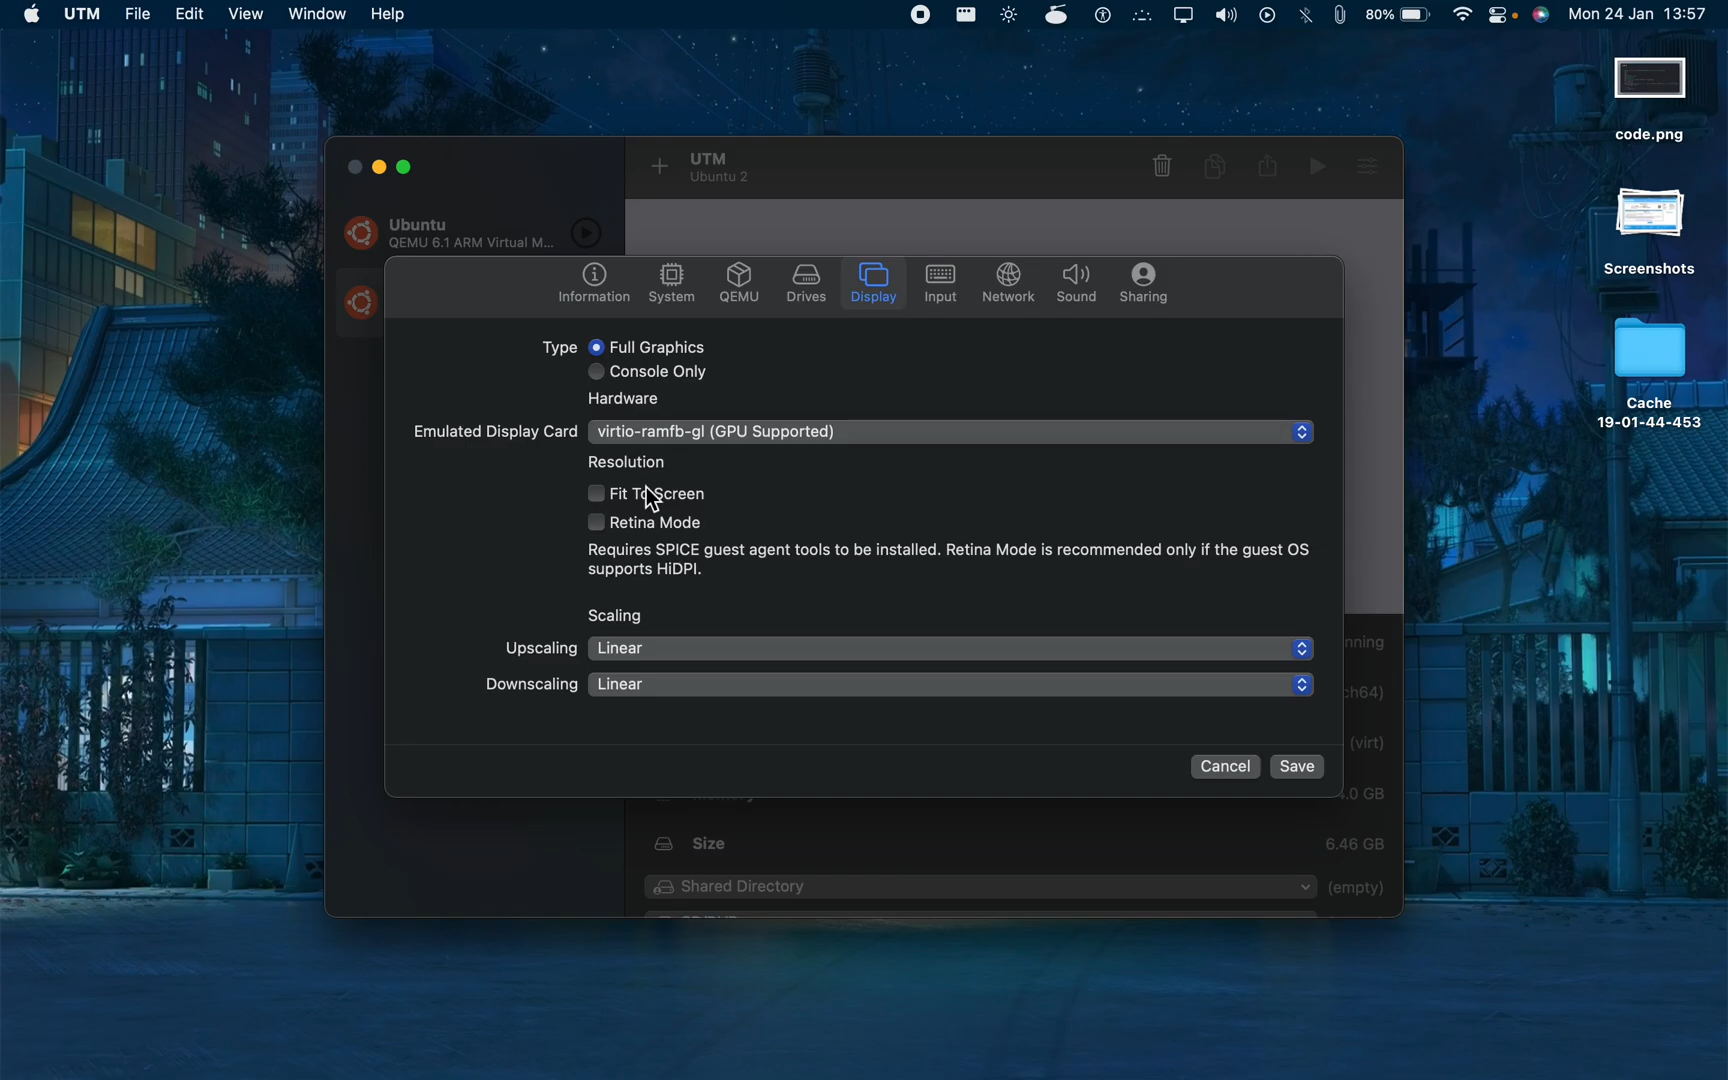 UTM File Edit View Window Help
80% Mon 24 Jan 13:57
code.png
Screenshots
Cache
19-01-44-453
UTM
Ubuntu 2
Ubuntu
QEMU 6.1 ARM Virtual M...
Information System QEMU Drives Display Input Network Sound Sharing
Type Full Graphics
Console Only
Hardware
Emulated Display Card virtio-ramfb-gl (GPU Supported)
Resolution
Fit To Screen
Retina Mode
Requires SPICE guest agent tools to be installed. Retina Mode is recommended only if the guest OS
supports HiDPI.
Scaling
Upscaling Linear
Downscaling Linear
Cancel Save
nning
ch64)
(virt)
.0 GB
Size 6.46 GB
Shared Directory (empty)